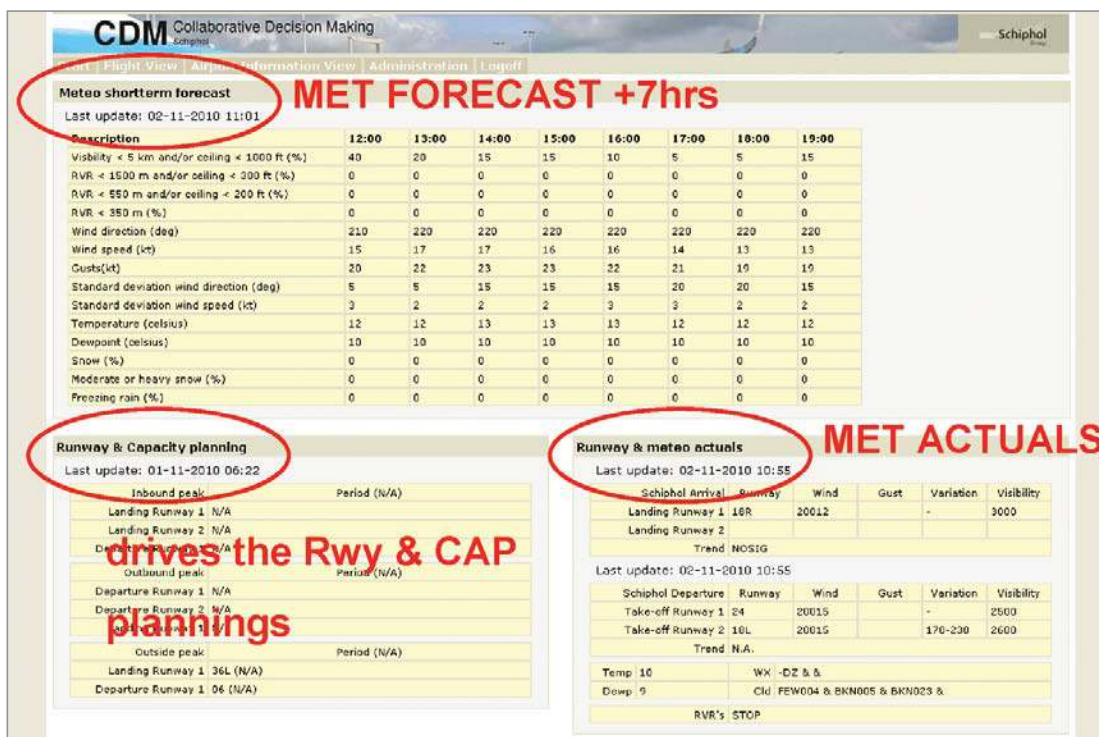 CDM Collaborative Decision Making
Schiphol
Schiphol
Group
Start | Flight View | Airport Information View | Administration | Logoff
Meteo shortterm forecast
MET FORECAST +7hrs
Last update: 02-11-2010 11:01
Description 12:00 13:00 14:00 15:00 16:00 17:00 18:00 19:00
Visbility < 5 km and/or ceiling < 1000 ft (%) 40 20 15 15 10 5 5 15
RVR < 1500 m and/or ceiling < 300 ft (%) 0 0 0 0 0 0 0 0
RVR < 550 m and/or ceiling < 200 ft (%) 0 0 0 0 0 0 0 0
RVR < 350 m (%) 0 0 0 0 0 0 0 0
Wind direction (deg) 210 220 220 220 220 220 220 220
Wind speed (kt) 15 17 17 16 16 14 13 13
Gusts(kt) 20 22 23 23 22 21 19 19
Standard deviation wind direction (deg) 5 5 15 15 15 20 20 15
Standard deviation wind speed (kt) 3 2 2 2 3 3 2 2
Temperature (celsius) 12 12 13 13 13 12 12 12
Dewpoint (celsius) 10 10 10 10 10 10 10 10
Snow (%) 0 0 0 0 0 0 0 0
Moderate or heavy snow (%) 0 0 0 0 0 0 0 0
Freezing rain (%) 0 0 0 0 0 0 0 0
Runway & Capacity planning
Last update: 01-11-2010 06:22
Inbound peak Period (N/A)
Landing Runway 1 N/A
Landing Runway 2 N/A
Departure Runway 1 N/A
drives the Rwy & CAP
Outbound peak Period (N/A)
Departure Runway 1 N/A
Departure Runway 2 N/A
plannings
Outside peak Period (N/A)
Landing Runway 1 36L (N/A)
Departure Runway 1 06 (N/A)
Runway & meteo actuals
MET ACTUALS
Last update: 02-11-2010 10:55
Schiphol Arrival Runway Wind Gust Variation Visibility
Landing Runway 1 18R 20012 - 3000
Landing Runway 2
Trend NOSIG
Last update: 02-11-2010 10:55
Schiphol Departure Runway Wind Gust Variation Visibility
Take-off Runway 1 24 20015 - 2500
Take-off Runway 2 18L 20015 170-230 2600
Trend N.A.
Temp 10 WX -DZ & &
Dewp 9 Cld FEW004 & BKN005 & BKN023 &
RVR's STOP